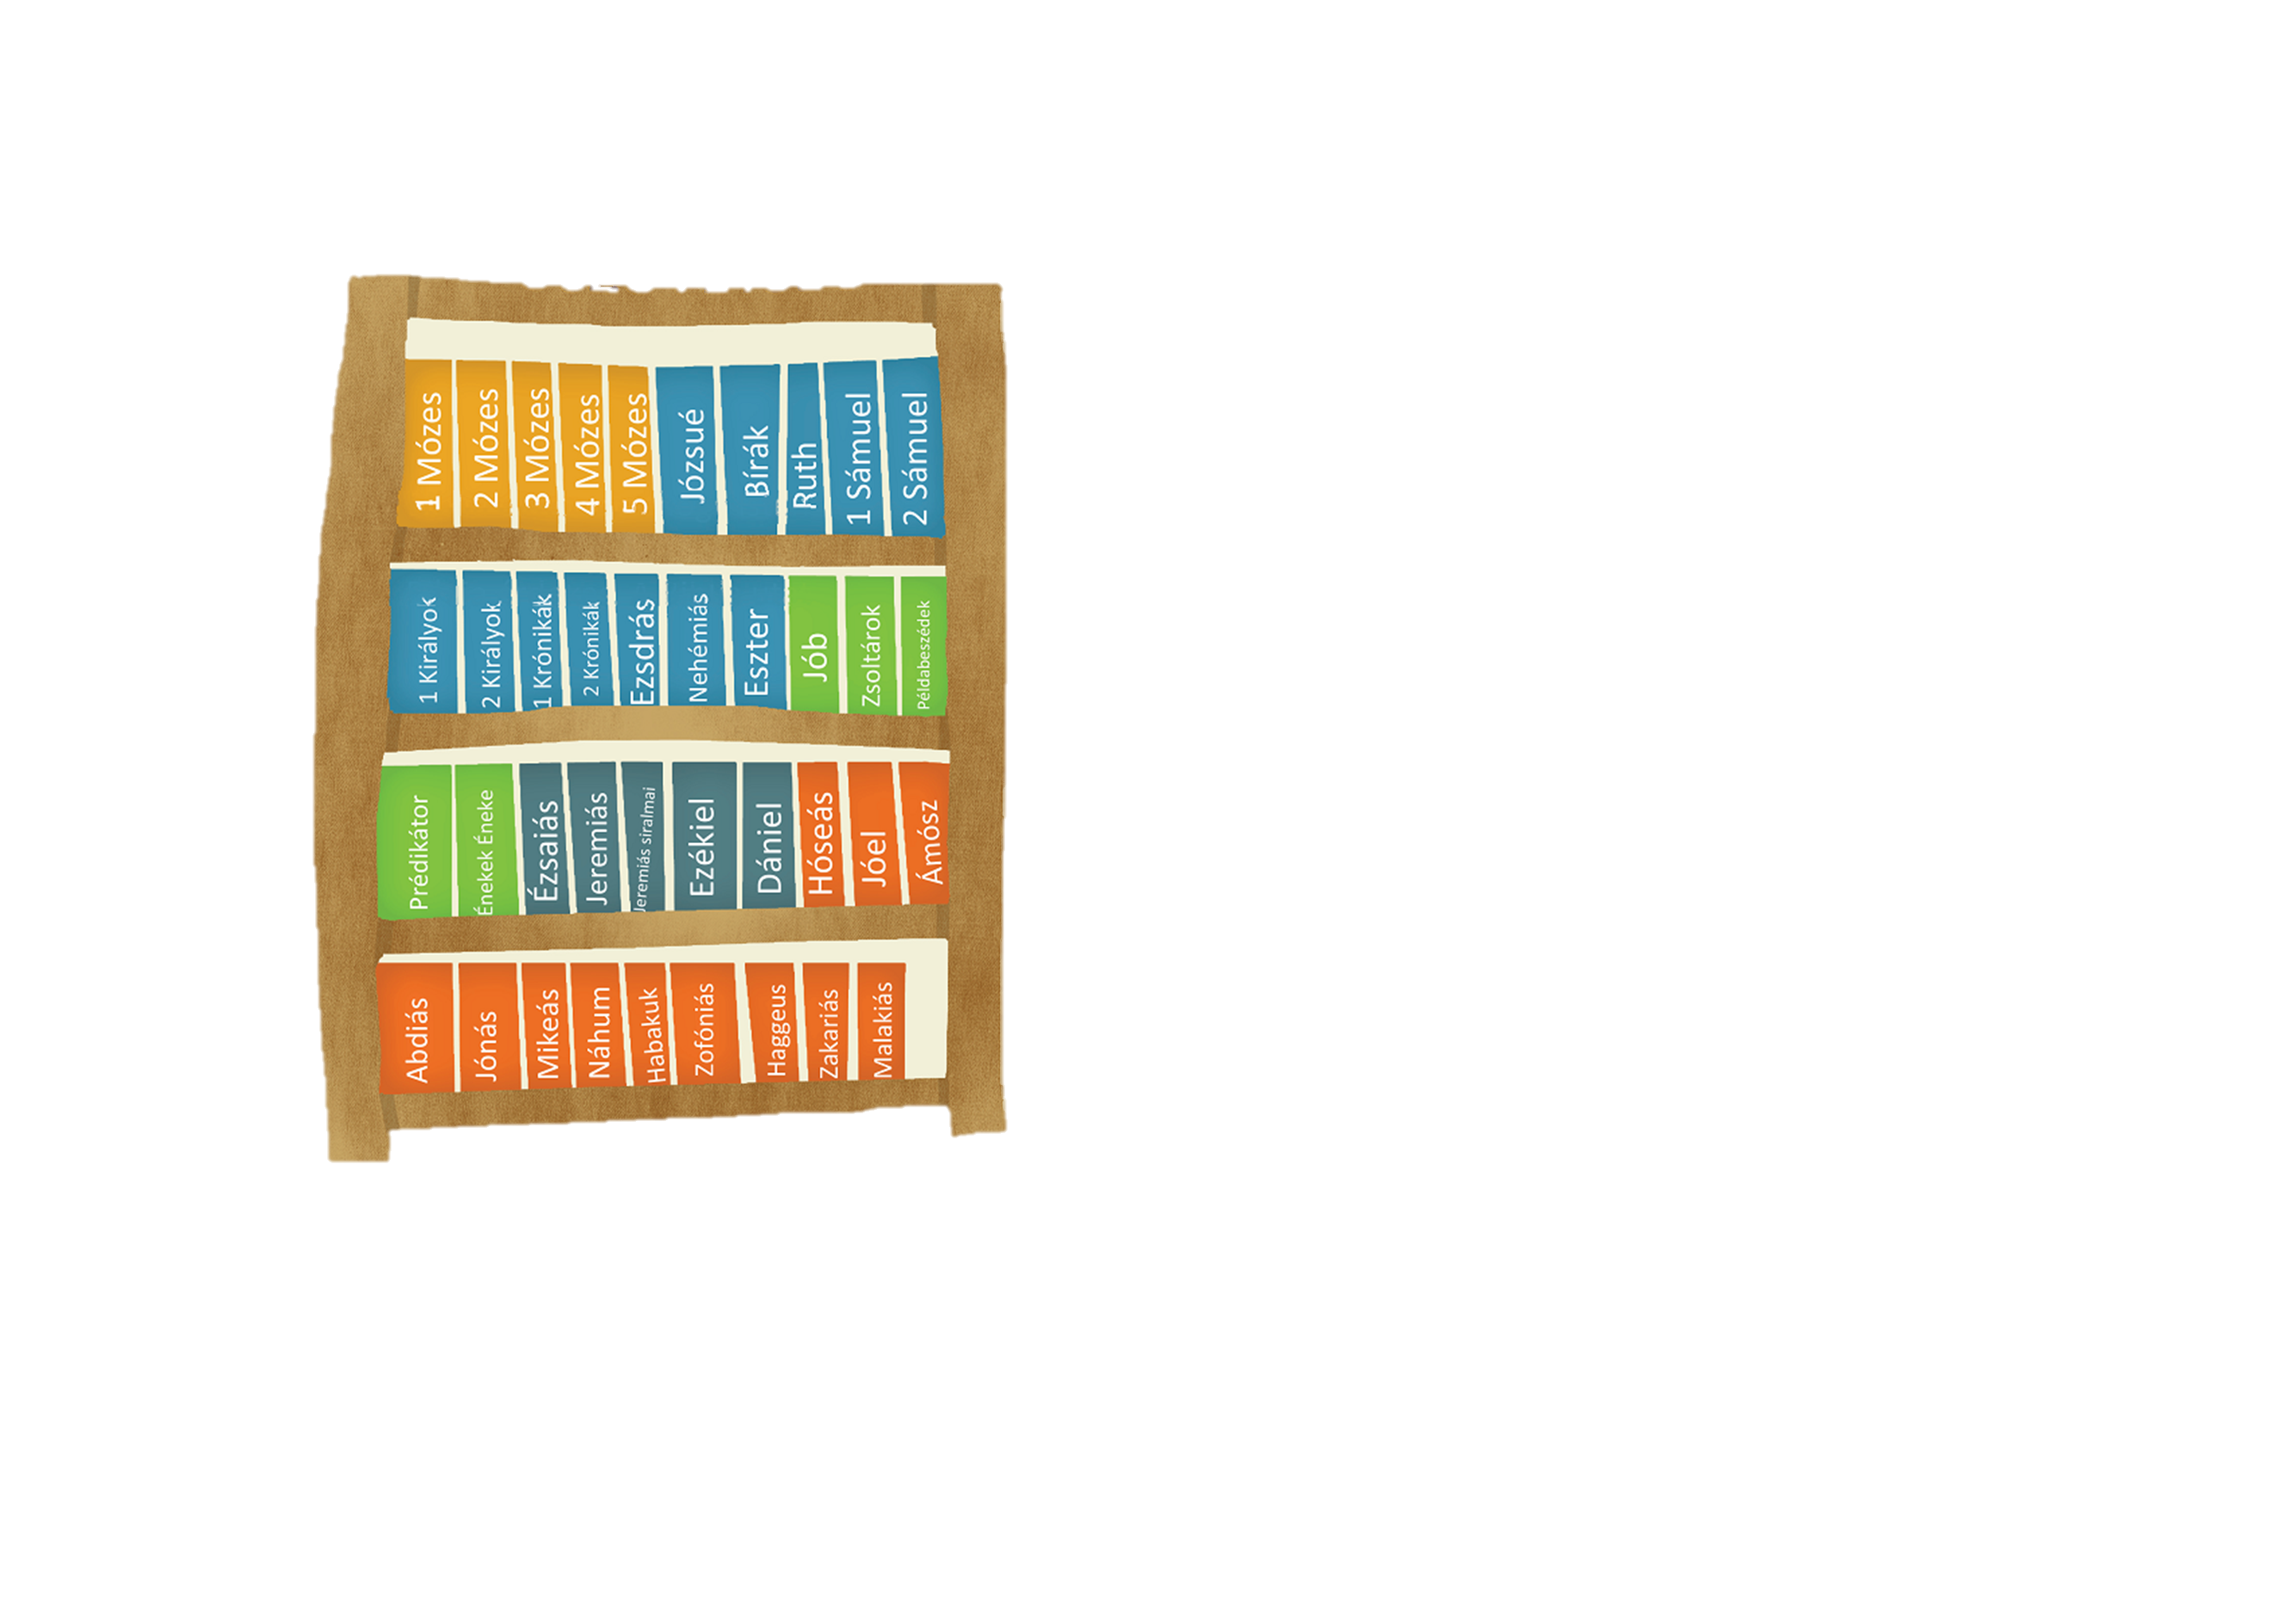 1 Mózes
2 Mózes
3 Mózes
4 Mózes
5 Mózes
Józsué
Bírák
Ruth
1 Sámuel
2 Sámuel
1 Királyok
2 Királyok
1 Krónikák
2 Krónikák
Ezsdrás
Nehémiás
Eszter
Jób
Zsoltárok
Példabeszédek
Prédikátor
Énekek Éneke
Ézsaiás
Jeremiás
Jeremiás siralmai
Ezékiel
Dániel
Hóseás
Jóel
Ámósz
Abdiás
Jónás
Mikeás
Náhum
Habakuk
Zofóniás
Haggeus
Zakariás
Malakiás